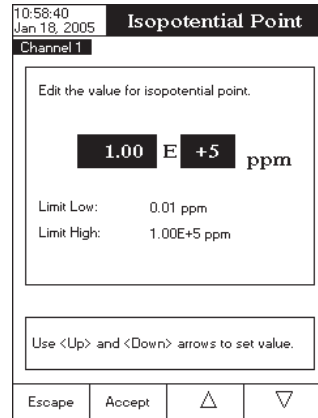 10:58:40
Jan 18, 2005
Isopotential Point
Channel 1
Edit the value for isopotential point.
1.00 E +5 ppm
Limit Low: 0.01 ppm
Limit High: 1.00E+5 ppm
Use <Up> and <Down> arrows to set value.
Escape Accept △ ▽